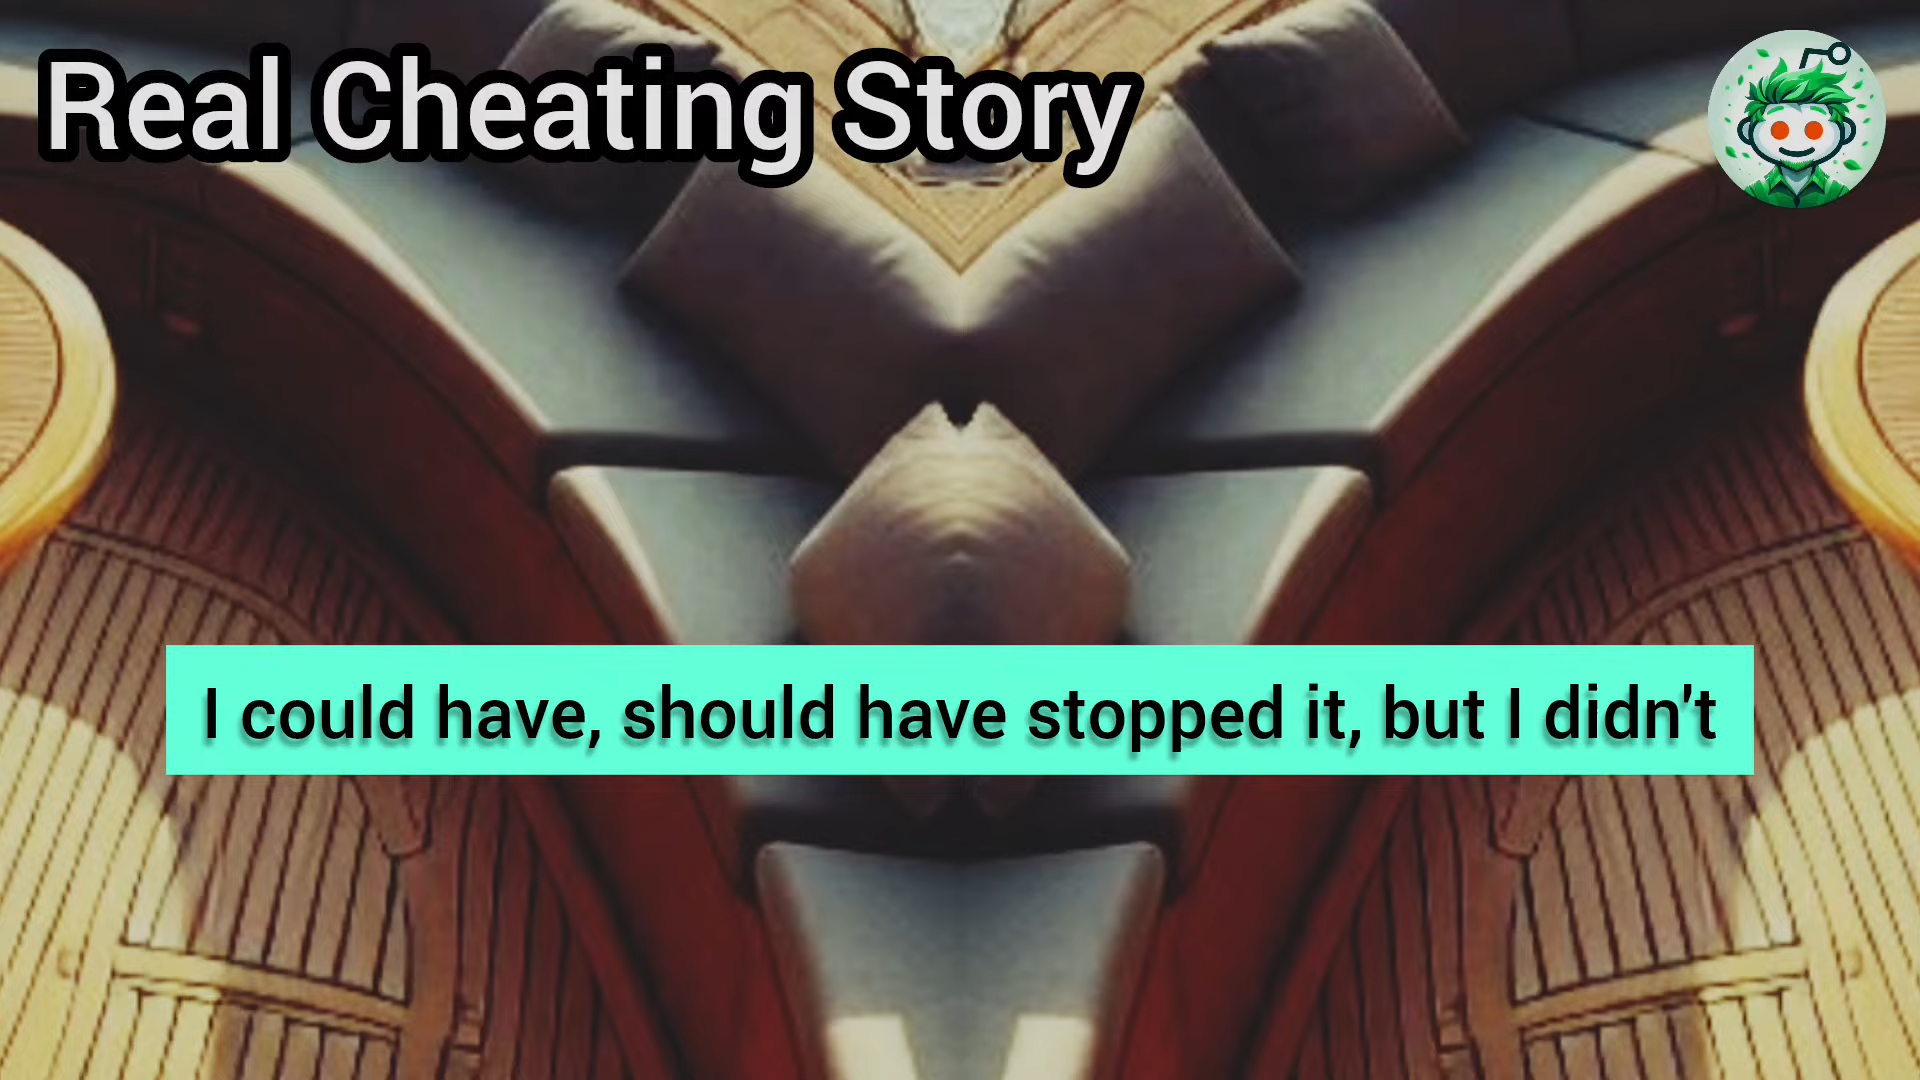 Real Cheating Story
I could have, should have stopped it, but I didn't